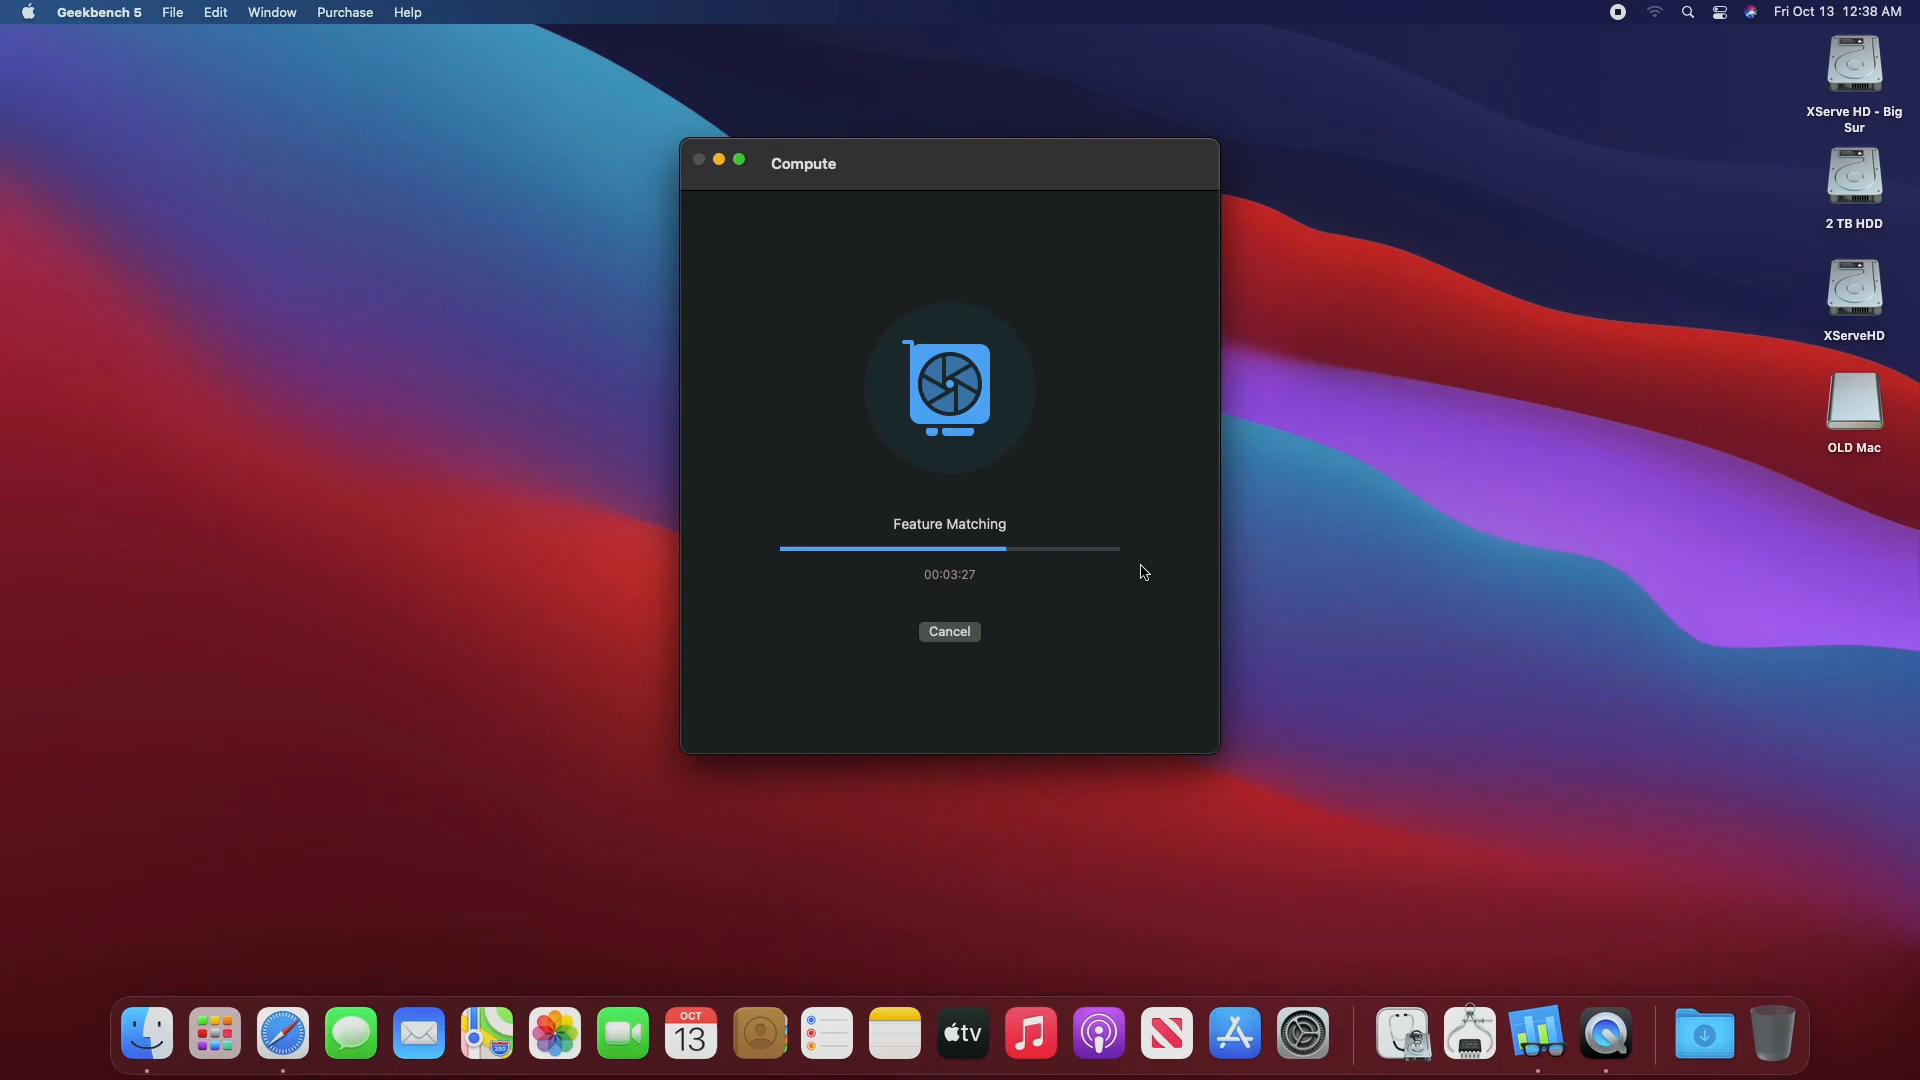 Geekbench 5 File Edit Window Purchase Help
Fri Oct 13 12:38 AM
XServe HD - Big
Sur
2 TB HDD
XServeHD
OLD Mac
Compute
Feature Matching
00:03:27
Cancel
280
OCT
13
tv